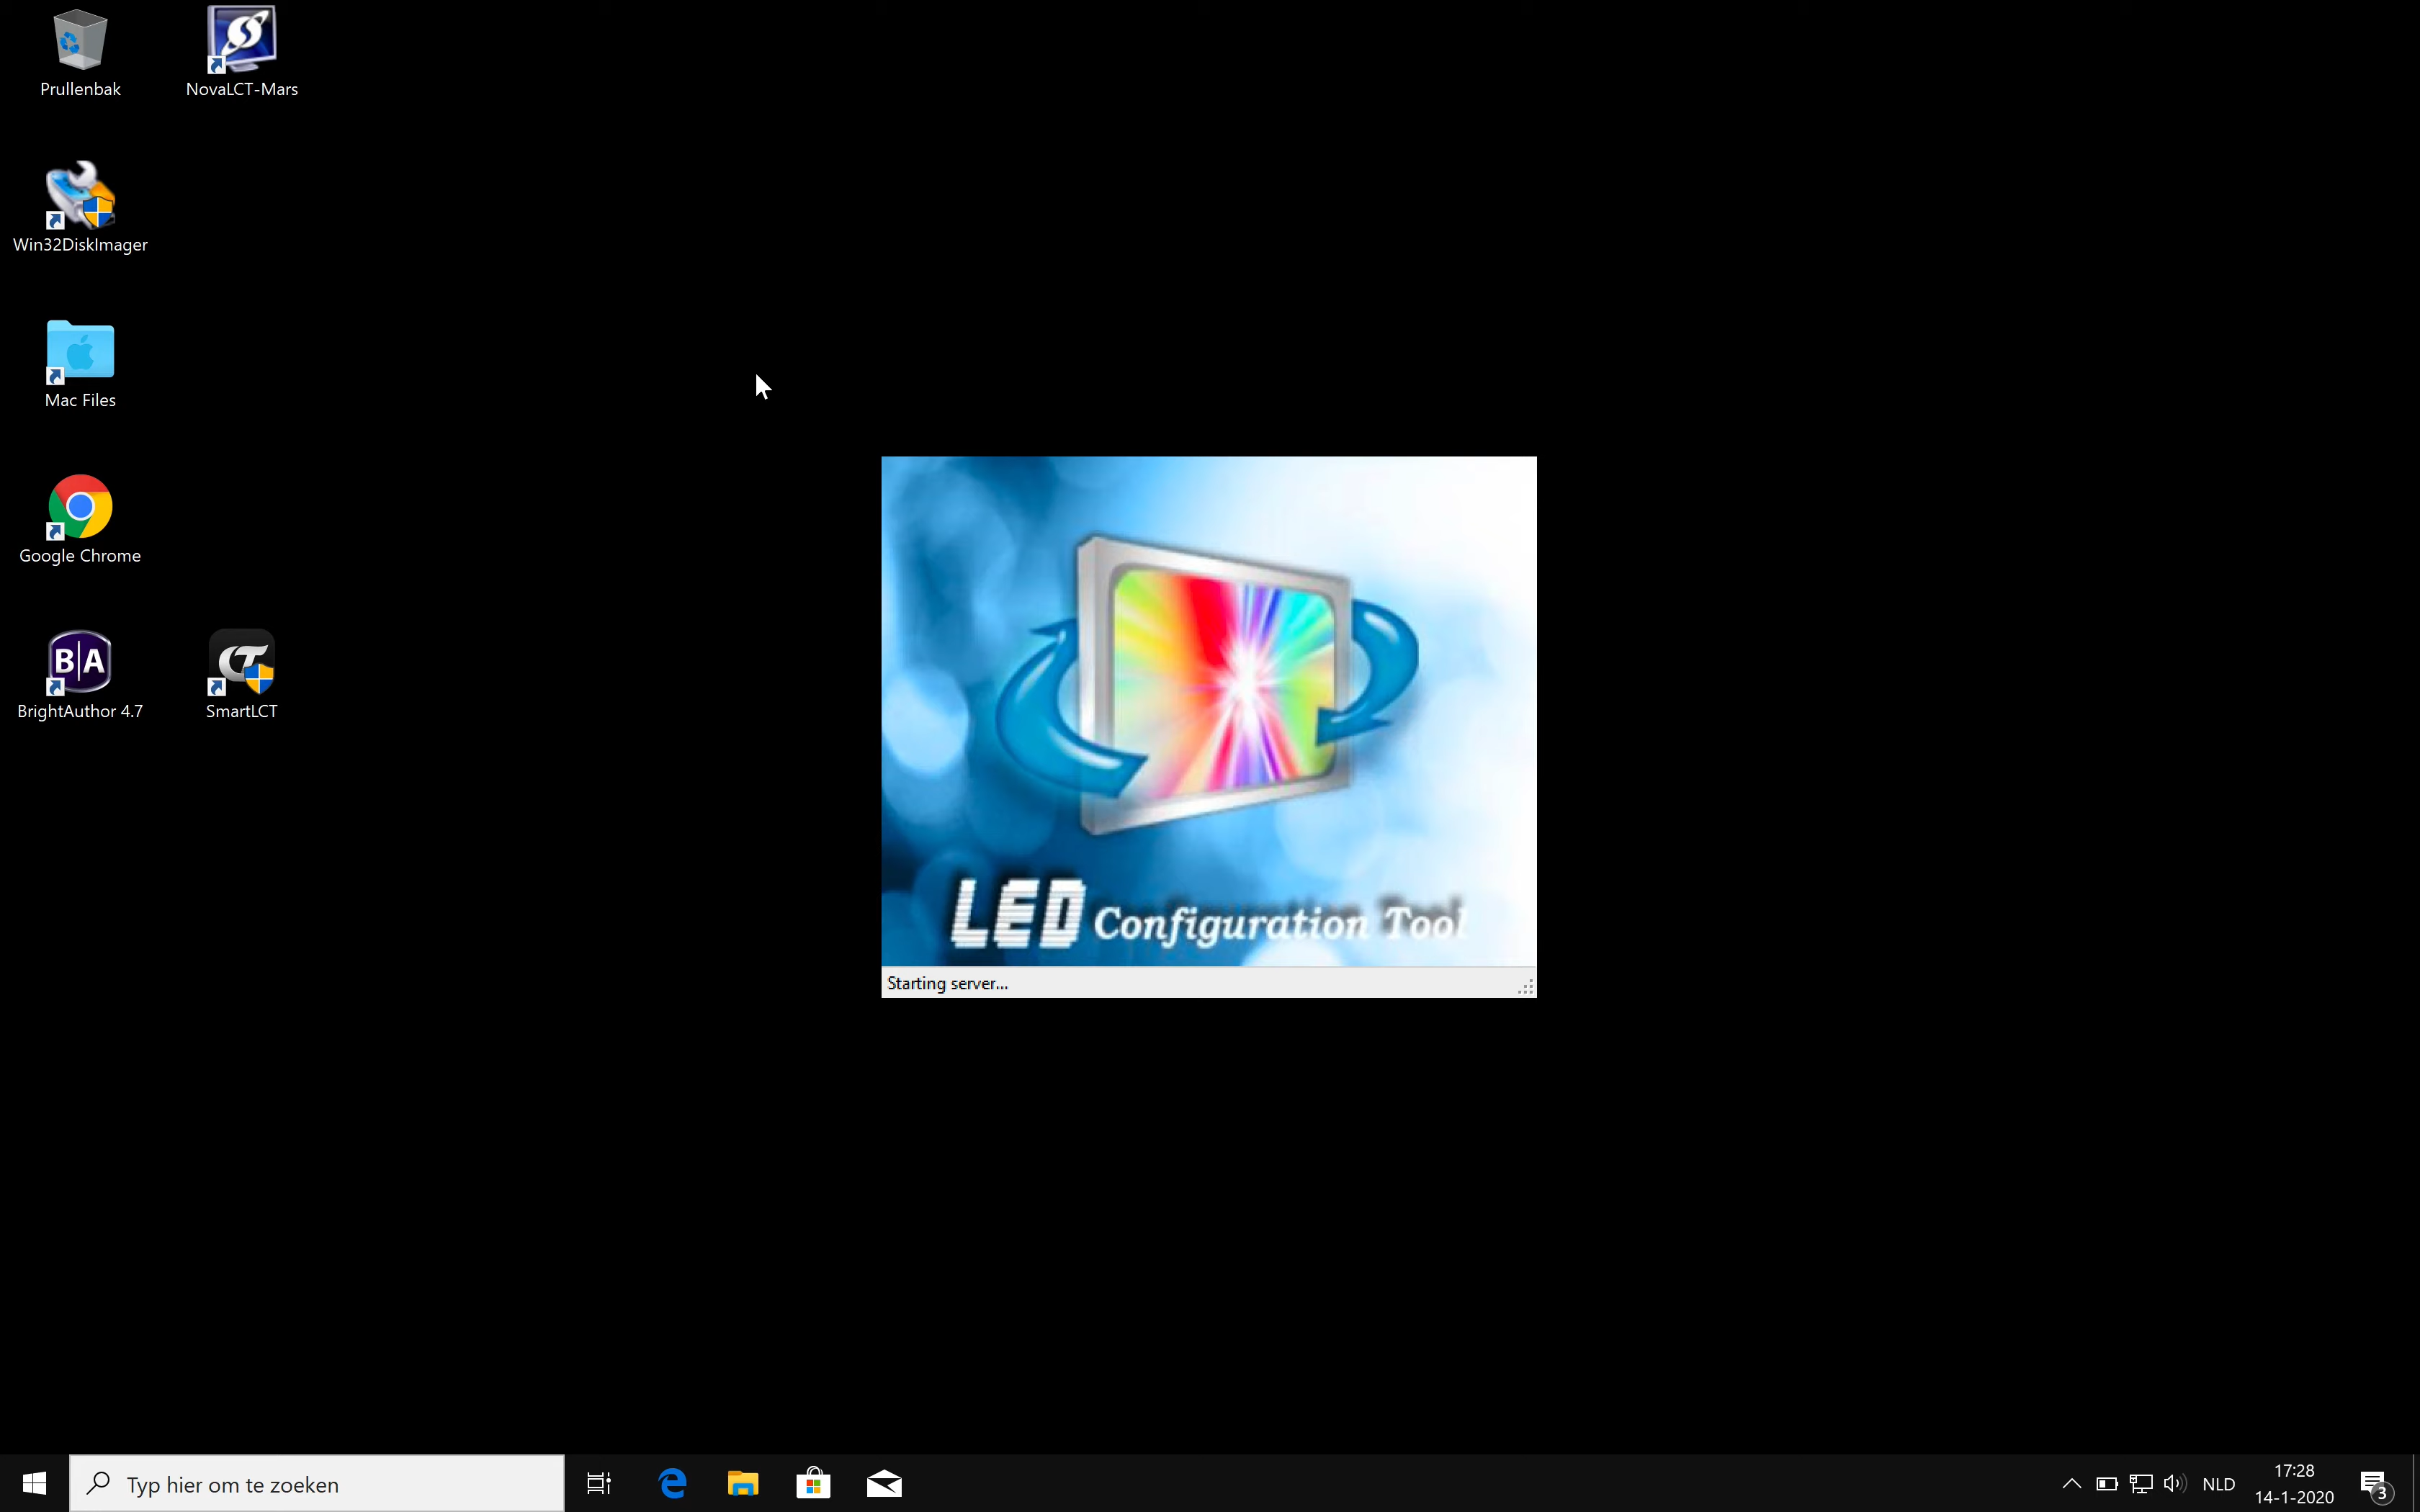 Prullenbak
NovaLCT-Mars
Win32DiskImager
Mac Files
Google Chrome
B|A
BrightAuthor 4.7
CT
SmartLCT
LED Configuration Tool
Starting server...
Typ hier om te zoeken
NLD
17:28
14-1-2020
3